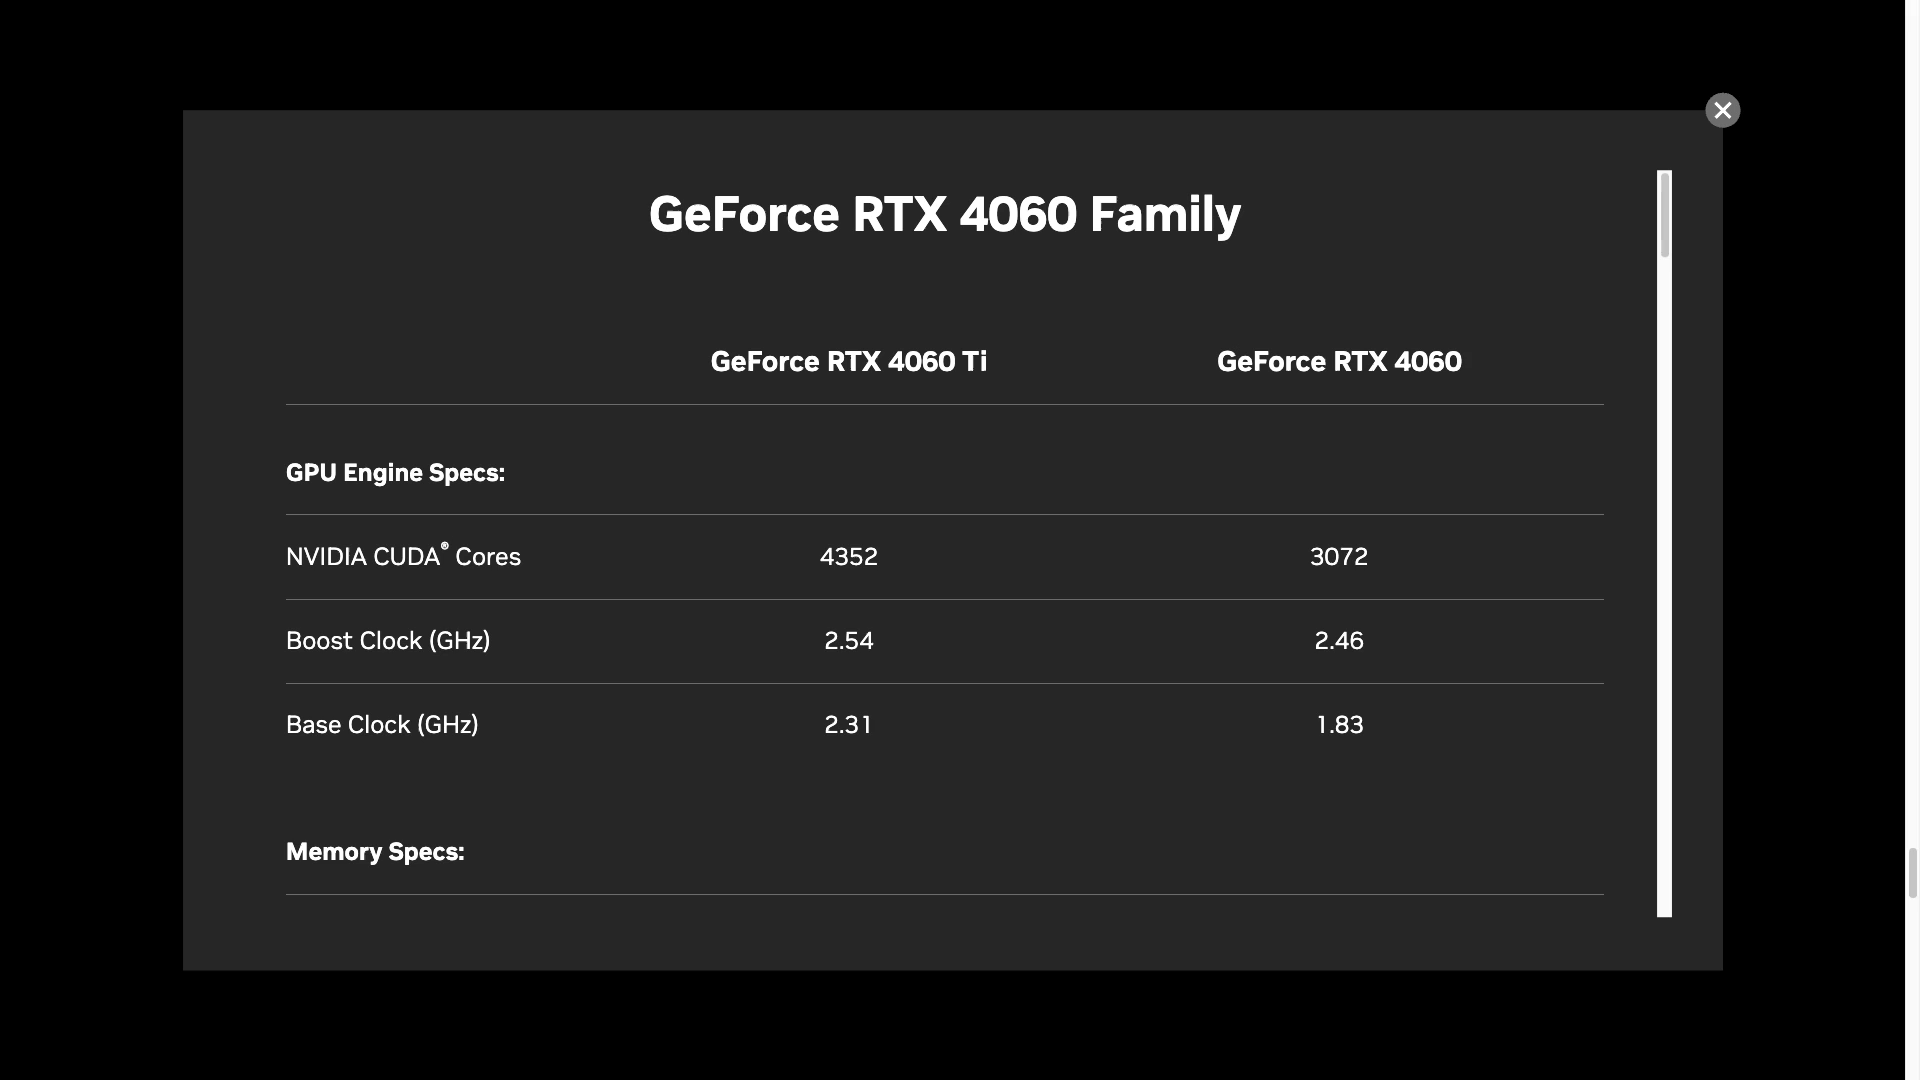 GeForce RTX 4060 Family
GeForce RTX 4060 Ti GeForce RTX 4060
GPU Engine Specs:
NVIDIA CUDA® Cores 4352 3072
Boost Clock (GHz) 2.54 2.46
Base Clock (GHz) 2.31 1.83
Memory Specs: